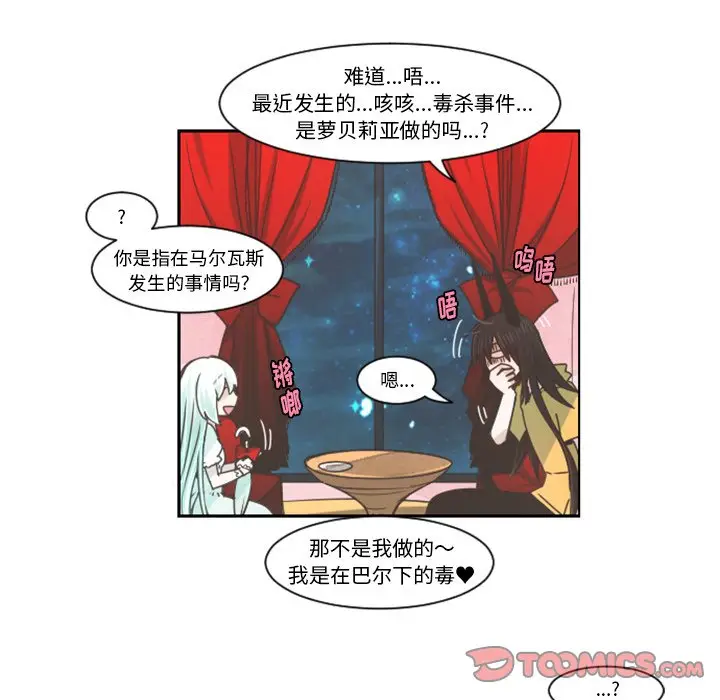 难道...唔...
最近发生的...咳咳...毒杀事件...
是萝贝莉亚做的吗...?
?
你是指在马尔瓦斯
发生的事情吗?
呜唔
唔
锵
嘟
嗯...
那不是我做的～
我是在巴尔下的毒♥
TOOMICS.COM
...?